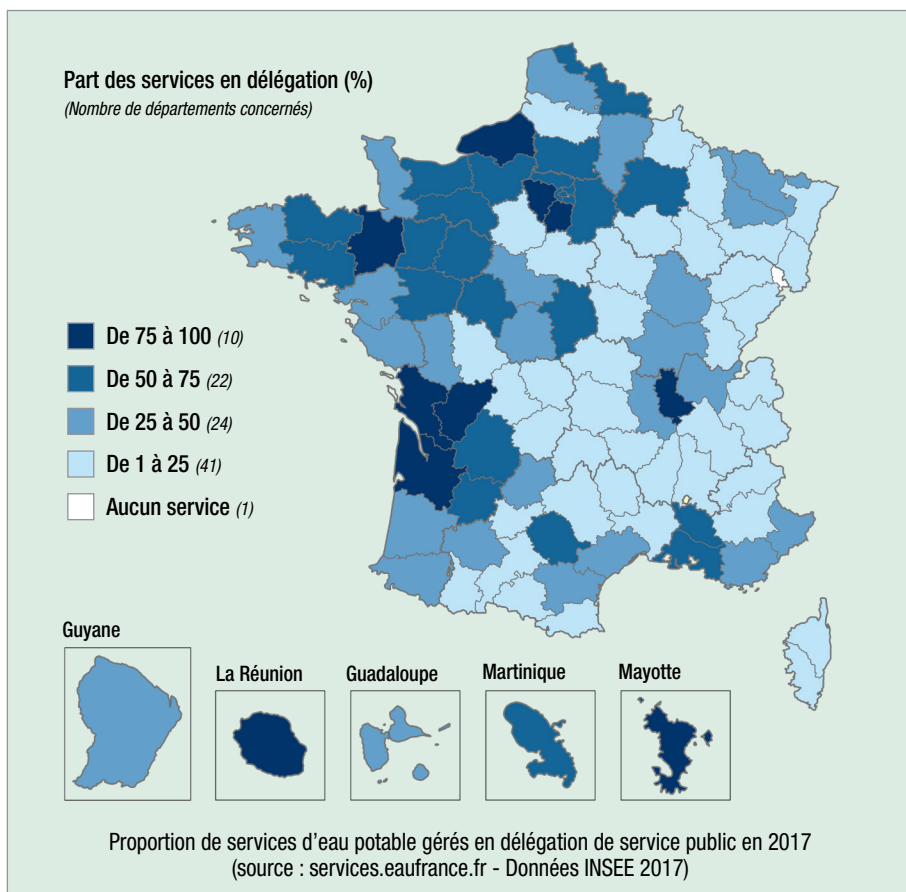 Part des services en délégation (%)
(Nombre de départements concernés)
De 75 à 100 (10)
De 50 à 75 (22)
De 25 à 50 (24)
De 1 à 25 (41)
Aucun service (1)
Guyane
La Réunion
Guadaloupe
Martinique
Mayotte
Proportion de services d’eau potable gérés en délégation de service public en 2017
(source : services.eaufrance.fr - Données INSEE 2017)